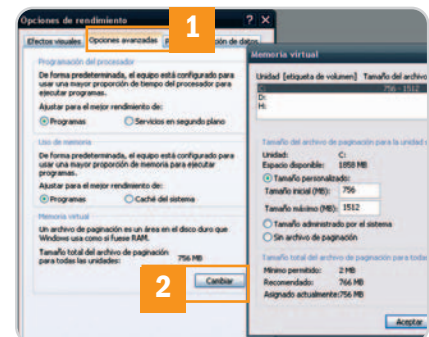 Opciones de rendimiento
1
Efectos visuales Opciones avanzadas ción de datos
Programación del procesador
De forma predeterminada, el equipo está configurado para
usar una mayor proporción de tiempo del procesador para
ejecutar programas.
Ajustar para el mejor rendimiento de:
Programas Servicios en segundo plano
Uso de memoria
De forma predeterminada, el equipo está configurado para
usar una mayor proporción de memoria para ejecutar
programas.
Ajustar para el mejor rendimiento de:
Programas Caché del sistema
Memoria virtual
Un archivo de paginación es un área en el disco duro que
Windows usa como si fuese RAM.
Tamaño total del archivo de paginación
para todas las unidades: 756 MB
2
Cambiar
Memoria virtual
Unidad [etiqueta de volumen] Tamaño del archivo
C: 756 - 1512
D:
H:
Tamaño del archivo de paginación para la unidad
Unidad: C:
Espacio disponible: 1858 MB
Tamaño personalizado:
Tamaño inicial (MB): 756
Tamaño máximo (MB): 1512
Tamaño administrado por el sistema
Sin archivo de paginación
Tamaño total del archivo de paginación para toda
Mínimo permitido: 2 MB
Recomendado: 766 MB
Asignado actualmente: 756 MB
Aceptar